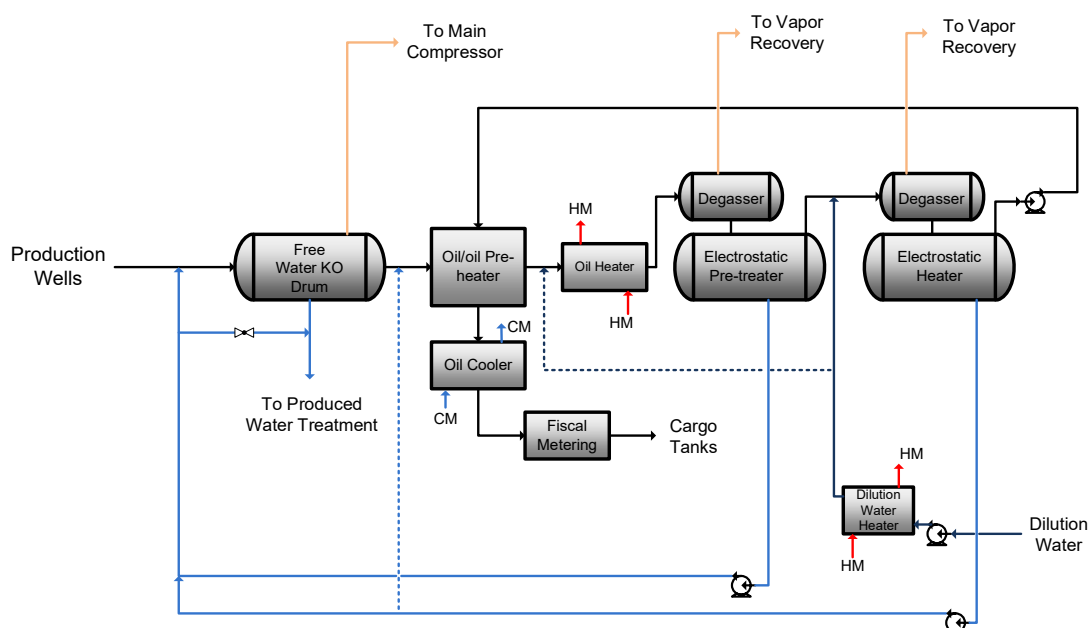 To Main
Compressor
To Vapor
Recovery
To Vapor
Recovery
Production
Wells
Free
Water KO
Drum
Oil/oil Pre-
heater
HM
Oil Heater
HM
Degasser
Electrostatic
Pre-treater
Degasser
Electrostatic
Heater
CM
Oil Cooler
CM
To Produced
Water Treatment
Fiscal
Metering
Cargo
Tanks
HM
Dilution
Water
Heater
HM
Dilution
Water